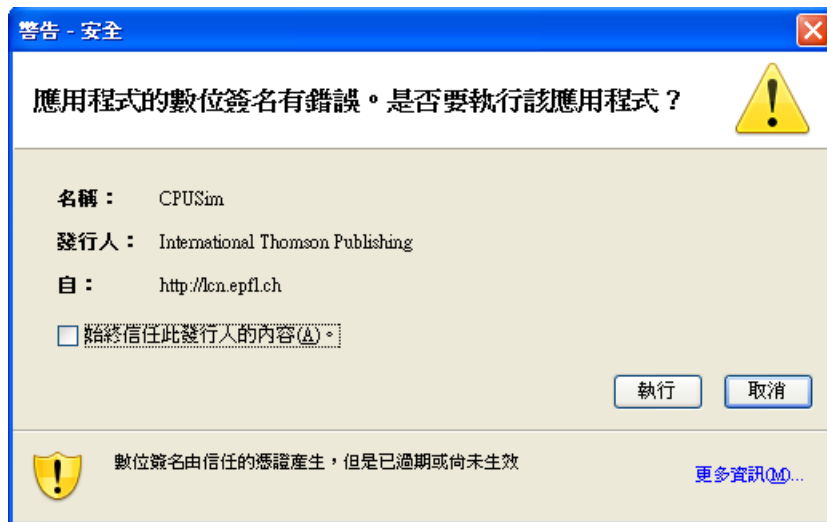 警告 - 安全
應用程式的數位簽名有錯誤。是否要執行該應用程式？
名稱： CPUSim
發行人： International Thomson Publishing
自： http://lcn.epfl.ch
始終信任此發行人的內容(A)。
執行 取消
數位簽名由信任的憑證產生，但是已過期或尚未生效
更多資訊(M)...